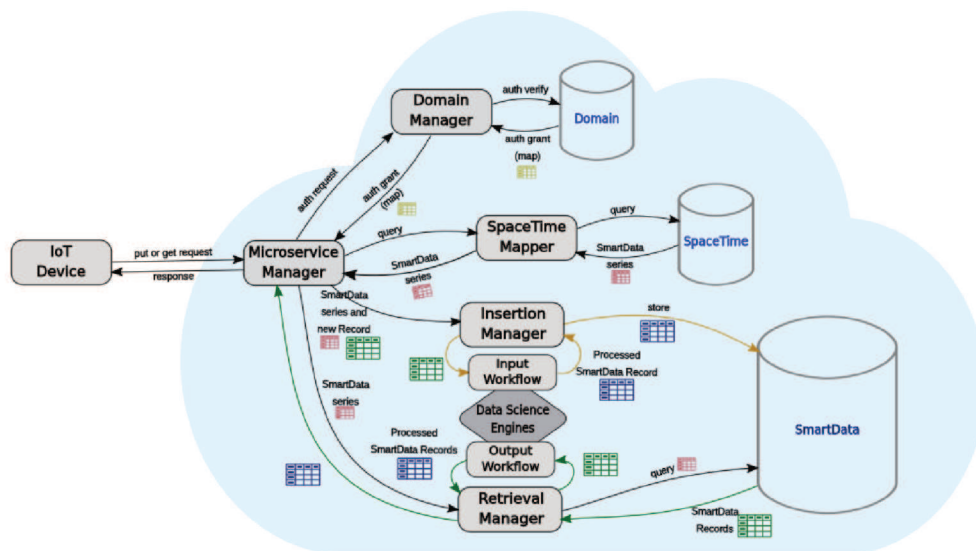 auth verify
Domain
Manager
Domain
auth grant
(map)
auth request
auth grant
(map)
query
SpaceTime
Mapper
query
SpaceTime
SmartData
series
IoT
Device
put or get request
response
Microservice
Manager
SmartData
series
SmartData
series and
new Record
Insertion
Manager
store
Input
Workflow
Processed
SmartData Record
SmartData
series
Data Science
Engines
SmartData
Processed
SmartData Records
Output
Workflow
query
Retrieval
Manager
SmartData
Records